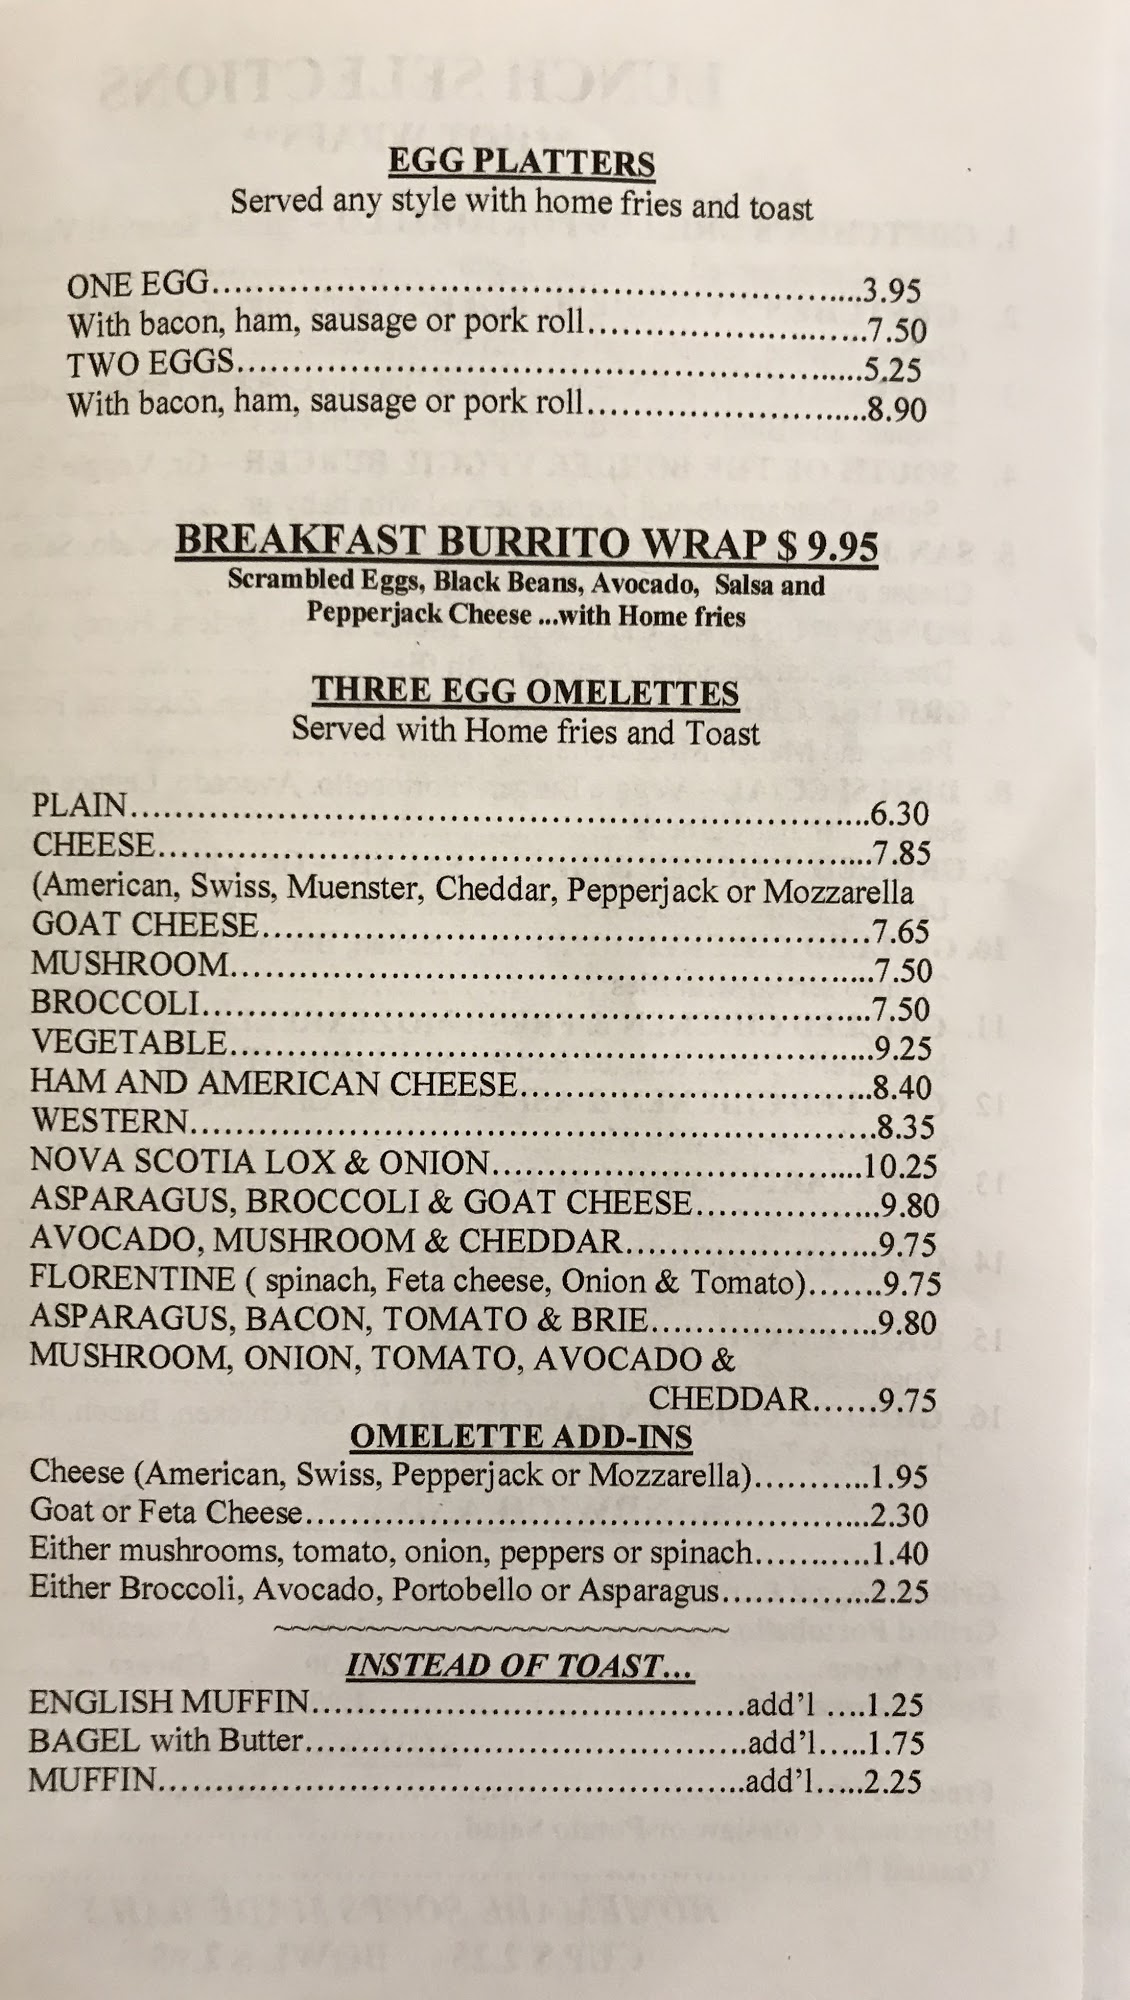 EGG PLATTERS
Served any style with home fries and toast
ONE EGG....................................................................3.95
With bacon, ham, sausage or pork roll..........................7.50
TWO EGGS..................................................................5.25
With bacon, ham, sausage or pork roll..........................8.90
BREAKFAST BURRITO WRAP $ 9.95
Scrambled Eggs, Black Beans, Avocado, Salsa and
Pepperjack Cheese ...with Home fries
THREE EGG OMELETTES
Served with Home fries and Toast
PLAIN........................................................................6.30
CHEESE.....................................................................7.85
(American, Swiss, Muenster, Cheddar, Pepperjack or Mozzarella
GOAT CHEESE..........................................................7.65
MUSHROOM.............................................................7.50
BROCCOLI................................................................7.50
VEGETABLE.............................................................9.25
HAM AND AMERICAN CHEESE.................................8.40
WESTERN.................................................................8.35
NOVA SCOTIA LOX & ONION...................................10.25
ASPARAGUS, BROCCOLI & GOAT CHEESE.................9.80
AVOCADO, MUSHROOM & CHEDDAR........................9.75
FLORENTINE ( spinach, Feta cheese, Onion & Tomato).......9.75
ASPARAGUS, BACON, TOMATO & BRIE.....................9.80
MUSHROOM, ONION, TOMATO, AVOCADO &
CHEDDAR......9.75
OMELETTE ADD-INS
Cheese (American, Swiss, Pepperjack or Mozzarella)...........1.95
Goat or Feta Cheese.....................................................2.30
Either mushrooms, tomato, onion, peppers or spinach...........1.40
Either Broccoli, Avocado, Portobello or Asparagus..............2.25
~~~~~~~~~~~~~~~~~~~~~~~~~
INSTEAD OF TOAST...
ENGLISH MUFFIN.........................................add'l ....1.25
BAGEL with Butter..........................................add'l.....1.75
MUFFIN........................................................add'l.....2.25